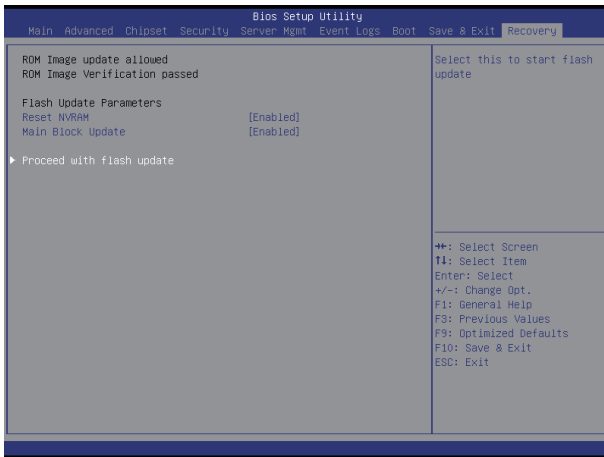 Bios Setup Utility
Main Advanced Chipset Security Server Mgmt Event Logs Boot Save & Exit Recovery
ROM Image update allowed
ROM Image Verification passed
Flash Update Parameters
Reset NVRAM [Enabled]
Main Block Update [Enabled]
▶ Proceed with flash update
Select this to start flash
update
→←: Select Screen
↑↓: Select Item
Enter: Select
+/-: Change Opt.
F1: General Help
F3: Previous Values
F9: Optimized Defaults
F10: Save & Exit
ESC: Exit